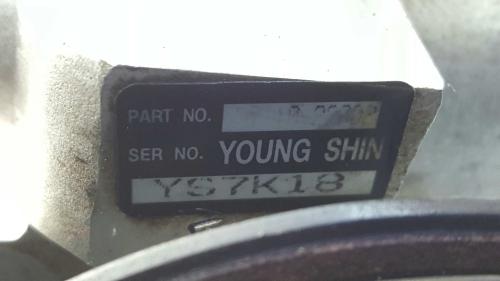 PART NO.
SER NO. YOUNG SHIN
YS7K18